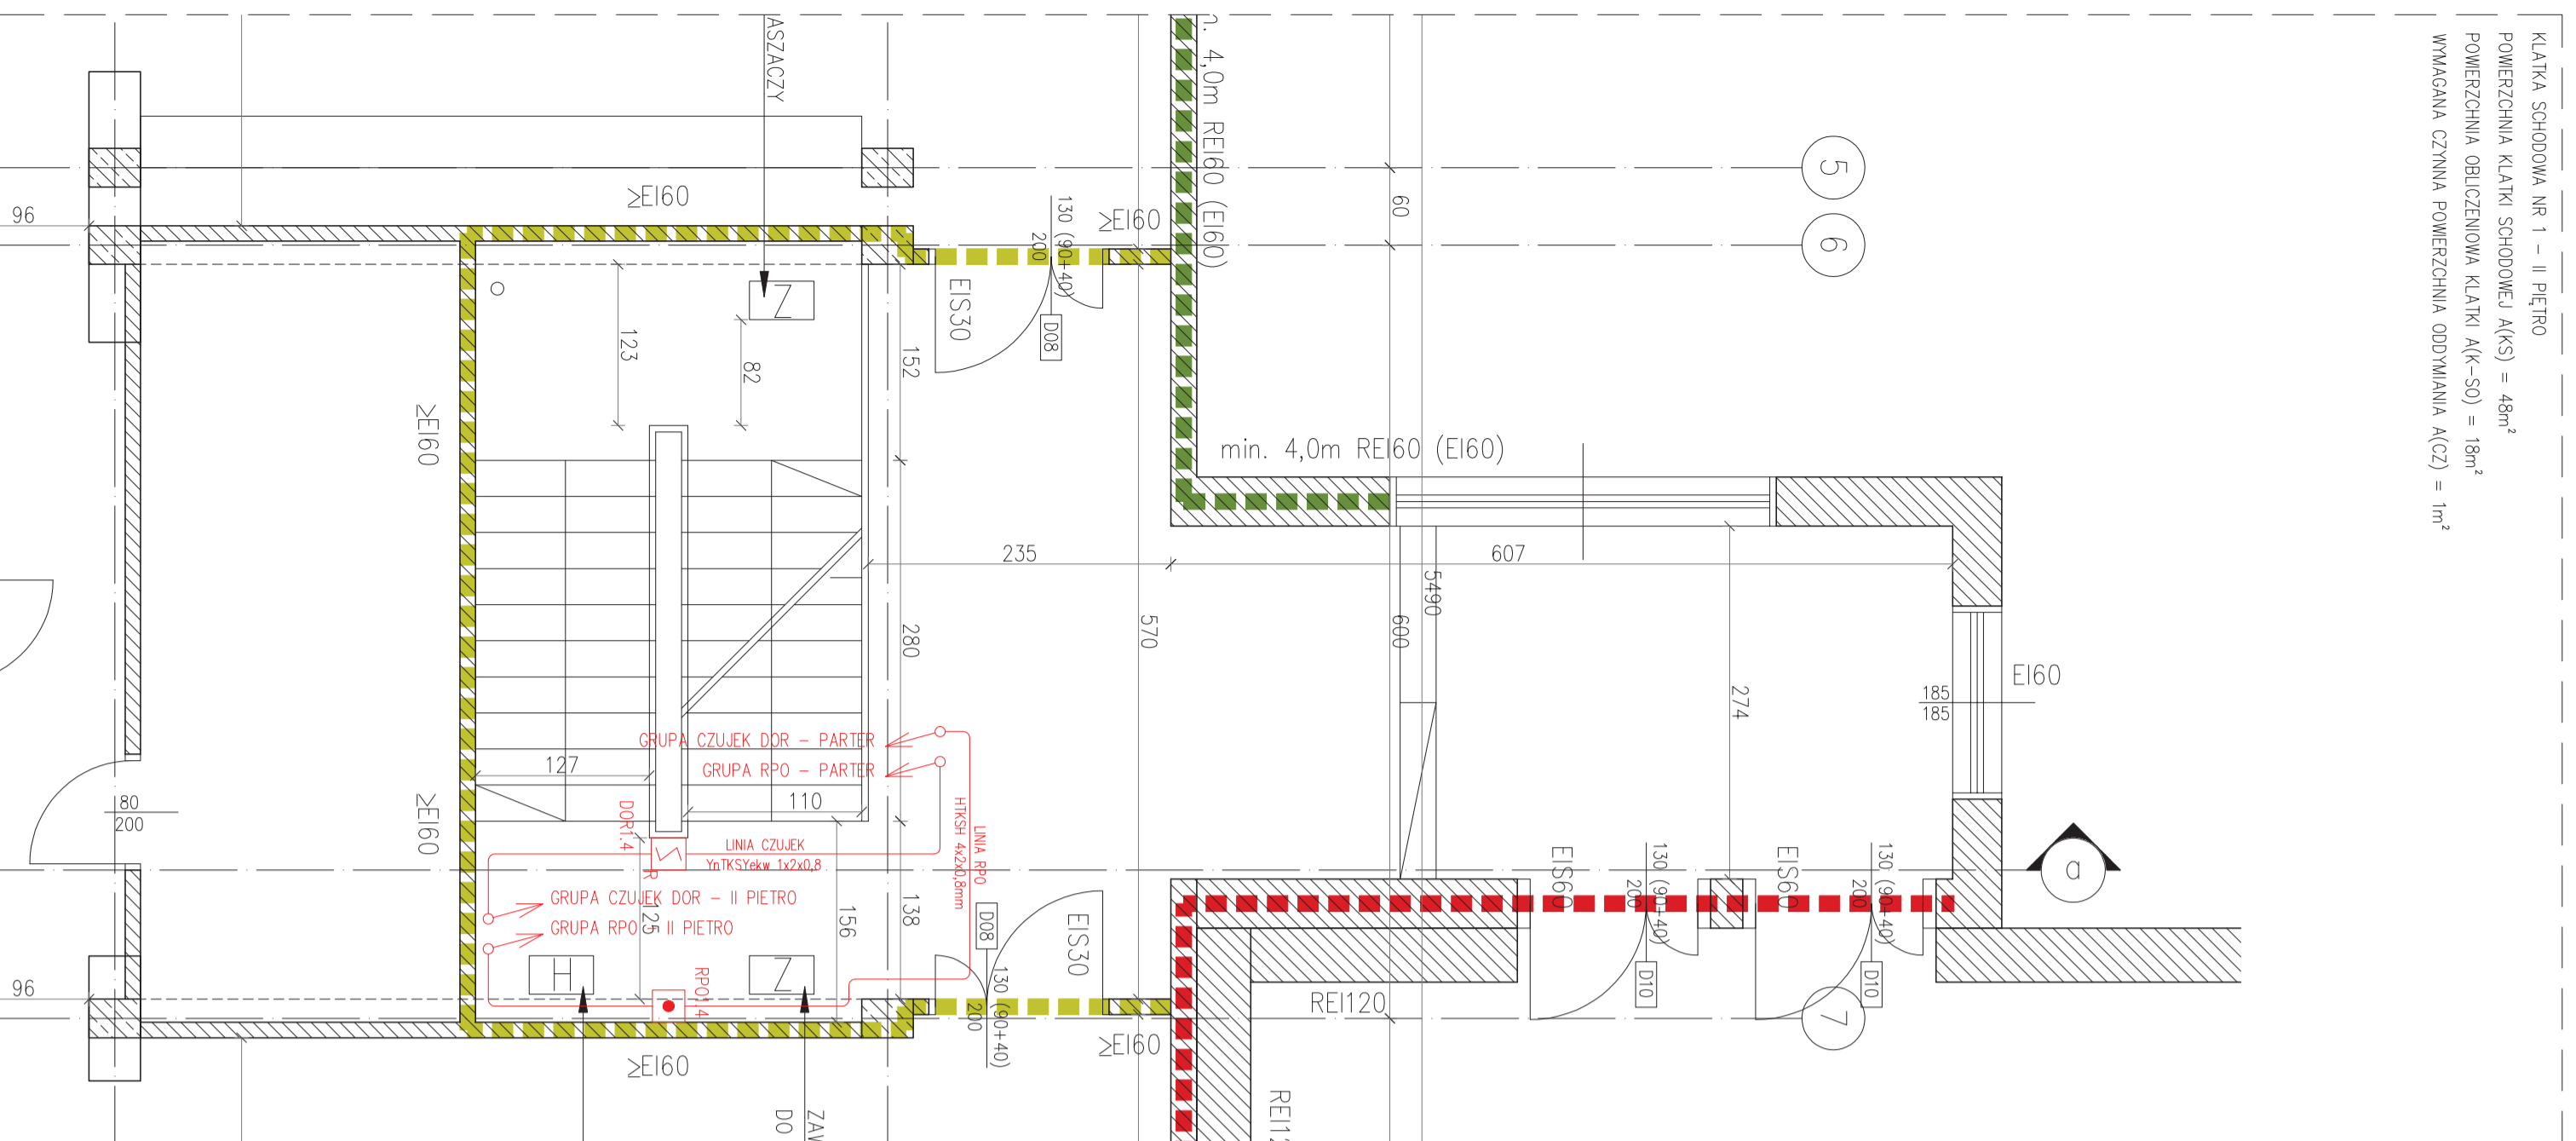 KLATKA SCHODOWA NR 1 - II PIĘTRO
POWIERZCHNIA KLATKI SCHODOWEJ A(KS) = 48m²
POWIERZCHNIA OBLICZENIOWA KLATKI A(K-SO) = 18m²
WYMAGANA CZYNNA POWIERZCHNIA ODDYMIANIA A(CZ) = 1m²
ASZACZY
4,0m REI60 (EI60)
5
60
6
96
≥EI60
≥EI60
130 (90+40)
200
D08
EIS30
Z
123
82
152
≥EI60
min. 4,0m REI60 (EI60)
235
607
5490
600
570
280
274
EI60
185
185
a
GRUPA CZUJEK DOR - PARTER
GRUPA RPO - PARTER
127
110
80
200
≥EI60
DOR1.4
LINIA CZUJEK
YnTKSYekw 1x2x0,8
LINIA RPO
HTKSH 4x2x0,8mm
R
GRUPA CZUJEK DOR - II PIETRO
GRUPA RPO - II PIETRO
125
156
138
D08
EIS30
130 (90+40)
200
H
Z
RPO1.4
EIS60
130 (90+40)
200
D10
EIS60
130 (90+40)
200
D10
7
REI120
96
≥EI60
≥EI60
DO